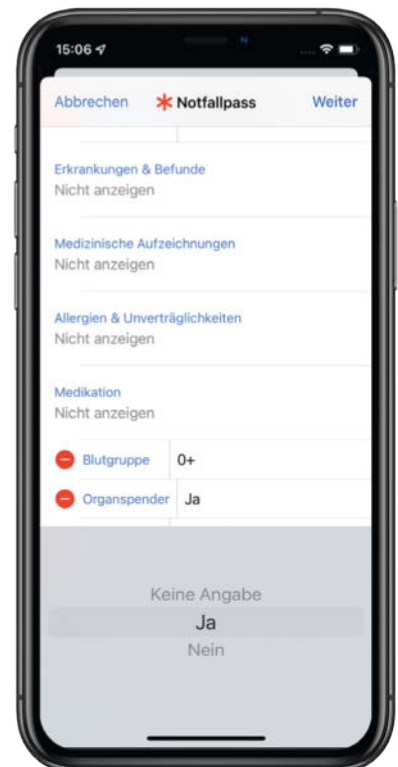 15:06
Abbrechen Notfallpass Weiter
Erkrankungen & Befunde
Nicht anzeigen
Medizinische Aufzeichnungen
Nicht anzeigen
Allergien & Unverträglichkeiten
Nicht anzeigen
Medikation
Nicht anzeigen
Blutgruppe 0+
Organspender Ja
Keine Angabe
Ja
Nein